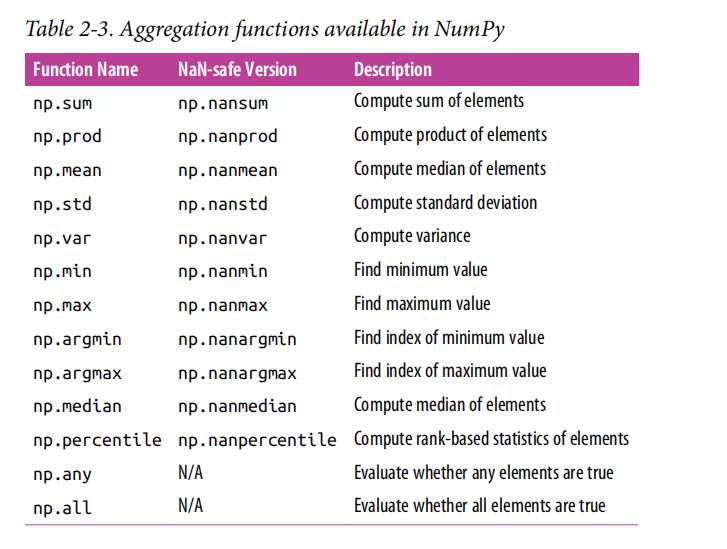 Table 2-3. Aggregation functions available in NumPy
Function Name NaN-safe Version Description
np.sum np.nansum Compute sum of elements
np.prod np.nanprod Compute product of elements
np.mean np.nanmean Compute median of elements
np.std np.nanstd Compute standard deviation
np.var np.nanvar Compute variance
np.min np.nanmin Find minimum value
np.max np.nanmax Find maximum value
np.argmin np.nanargmin Find index of minimum value
np.argmax np.nanargmax Find index of maximum value
np.median np.nanmedian Compute median of elements
np.percentile np.nanpercentile Compute rank-based statistics of elements
np.any N/A Evaluate whether any elements are true
np.all N/A Evaluate whether all elements are true